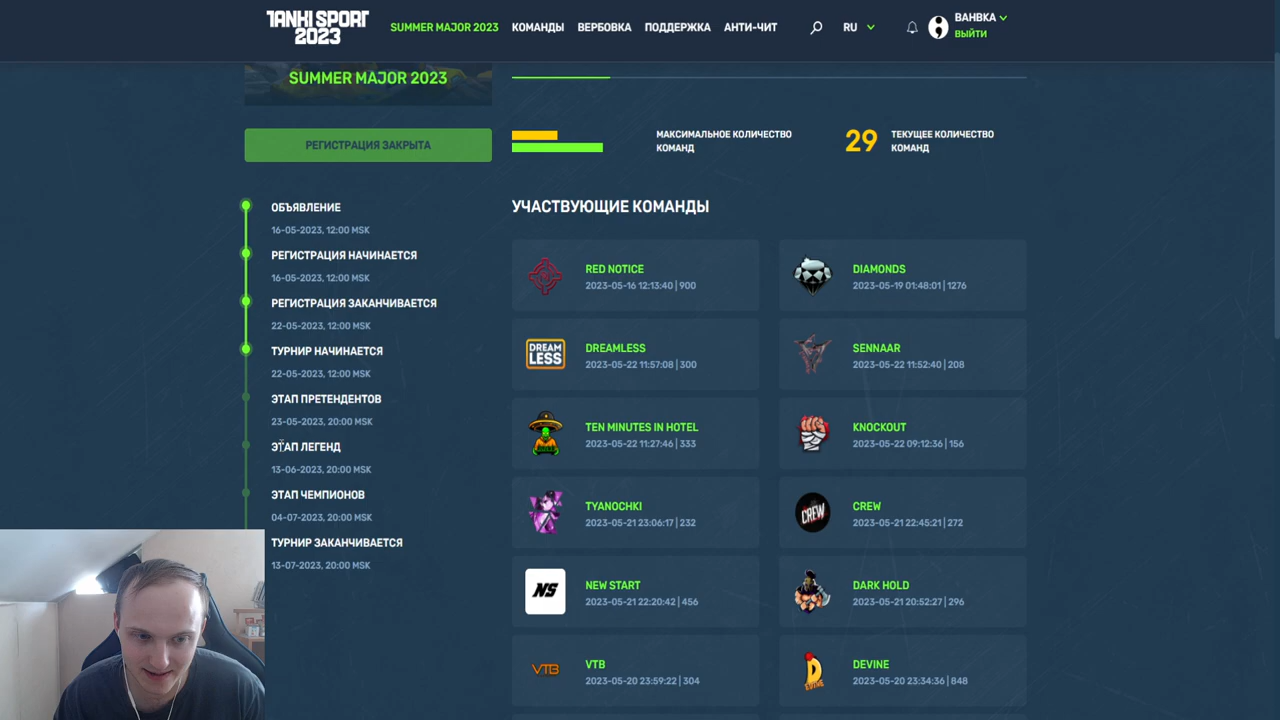 TANKI SPORT
2023
SUMMER MAJOR 2023
КОМАНДЫ
ВЕРБОВКА
ПОДДЕРЖКА
АНТИ-ЧИТ
RU
ВАНВКА
ВЫЙТИ
SUMMER MAJOR 2023
РЕГИСТРАЦИЯ ЗАКРЫТА
МАКСИМАЛЬНОЕ КОЛИЧЕСТВО
КОМАНД
29
ТЕКУЩЕЕ КОЛИЧЕСТВО
КОМАНД
ОБЪЯВЛЕНИЕ
16-05-2023, 12:00 MSK
РЕГИСТРАЦИЯ НАЧИНАЕТСЯ
16-05-2023, 12:00 MSK
РЕГИСТРАЦИЯ ЗАКАНЧИВАЕТСЯ
22-05-2023, 12:00 MSK
ТУРНИР НАЧИНАЕТСЯ
22-05-2023, 12:00 MSK
ЭТАП ПРЕТЕНДЕНТОВ
23-05-2023, 20:00 MSK
ЭТАП ЛЕГЕНД
13-06-2023, 20:00 MSK
ЭТАП ЧЕМПИОНОВ
04-07-2023, 20:00 MSK
ТУРНИР ЗАКАНЧИВАЕТСЯ
13-07-2023, 20:00 MSK
УЧАСТВУЮЩИЕ КОМАНДЫ
RED NOTICE
2023-05-16 12:13:40 | 900
DIAMONDS
2023-05-19 01:48:01 | 1276
DREAM
LESS
DREAMLESS
2023-05-22 11:57:08 | 300
SENNAAR
2023-05-22 11:52:40 | 208
TEN MINUTES IN HOTEL
2023-05-22 11:27:46 | 333
KNOCKOUT
2023-05-22 09:12:36 | 156
TYANOCHKI
2023-05-21 23:06:17 | 232
CREW
CREW
2023-05-21 22:45:21 | 272
NS
NEW START
2023-05-21 22:20:42 | 456
DARK HOLD
2023-05-21 20:52:27 | 296
VTB
VTB
2023-05-20 23:59:22 | 304
DEVINE
2023-05-20 23:34:36 | 848